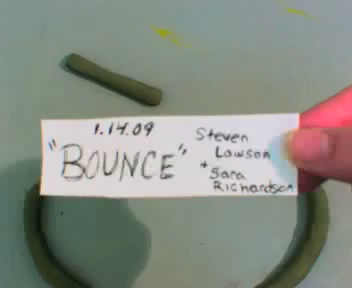 1.14.09
"BOUNCE"
Steven
Lawson
+ Sara
Richardson